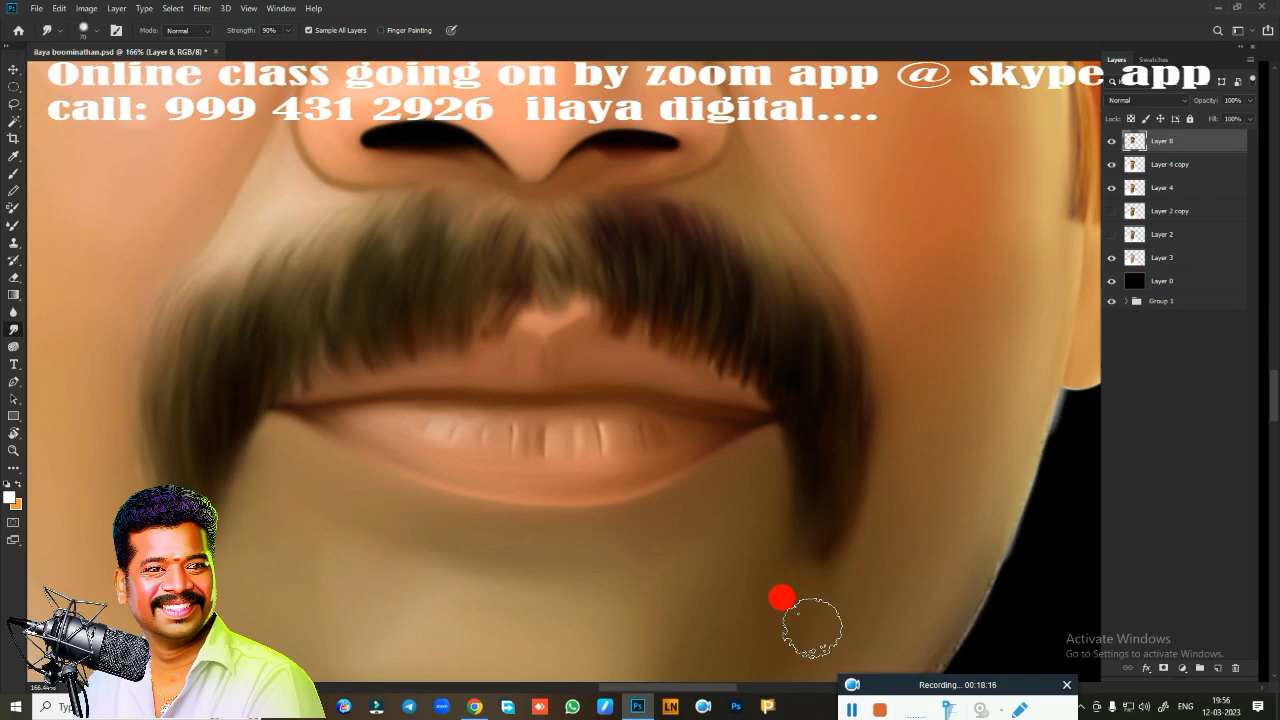 File Edit Image Layer Type Select Filter 3D View Window Help
70 Mode: Normal Strength: 90% Sample All Layers Finger Painting
ilaya boominathan.psd @ 166% (Layer 8, RGB/8) *
Online class going on by zoom app @ skype app
call: 999 431 2926 ilaya digital....
Layers Swatches
Normal Opacity: 100%
Lock: Fill: 100%
Layer 8
Layer 4 copy
Layer 4
Layer 2 copy
Layer 2
Layer 3
Layer 0
Group 1
Activate Windows
Go to Settings to activate Windows.
Recording... 00:18:16
ENG
19:56
12-03-2023